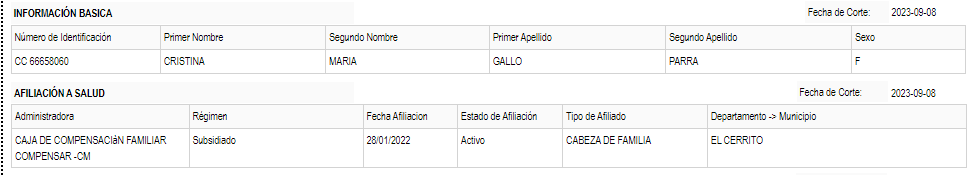 INFORMACIÓN BASICA Fecha de Corte: 2023-09-08
Número de Identificación Primer Nombre Segundo Nombre Primer Apellido Segundo Apellido Sexo
CC 66658060 CRISTINA MARIA GALLO PARRA F
AFILIACIÓN A SALUD Fecha de Corte: 2023-09-08
Administradora Régimen Fecha Afiliacion Estado de Afiliación Tipo de Afiliado Departamento -> Municipio
CAJA DE COMPENSACIàN FAMILIAR Subsidiado 28/01/2022 Activo CABEZA DE FAMILIA EL CERRITO
COMPENSAR -CM